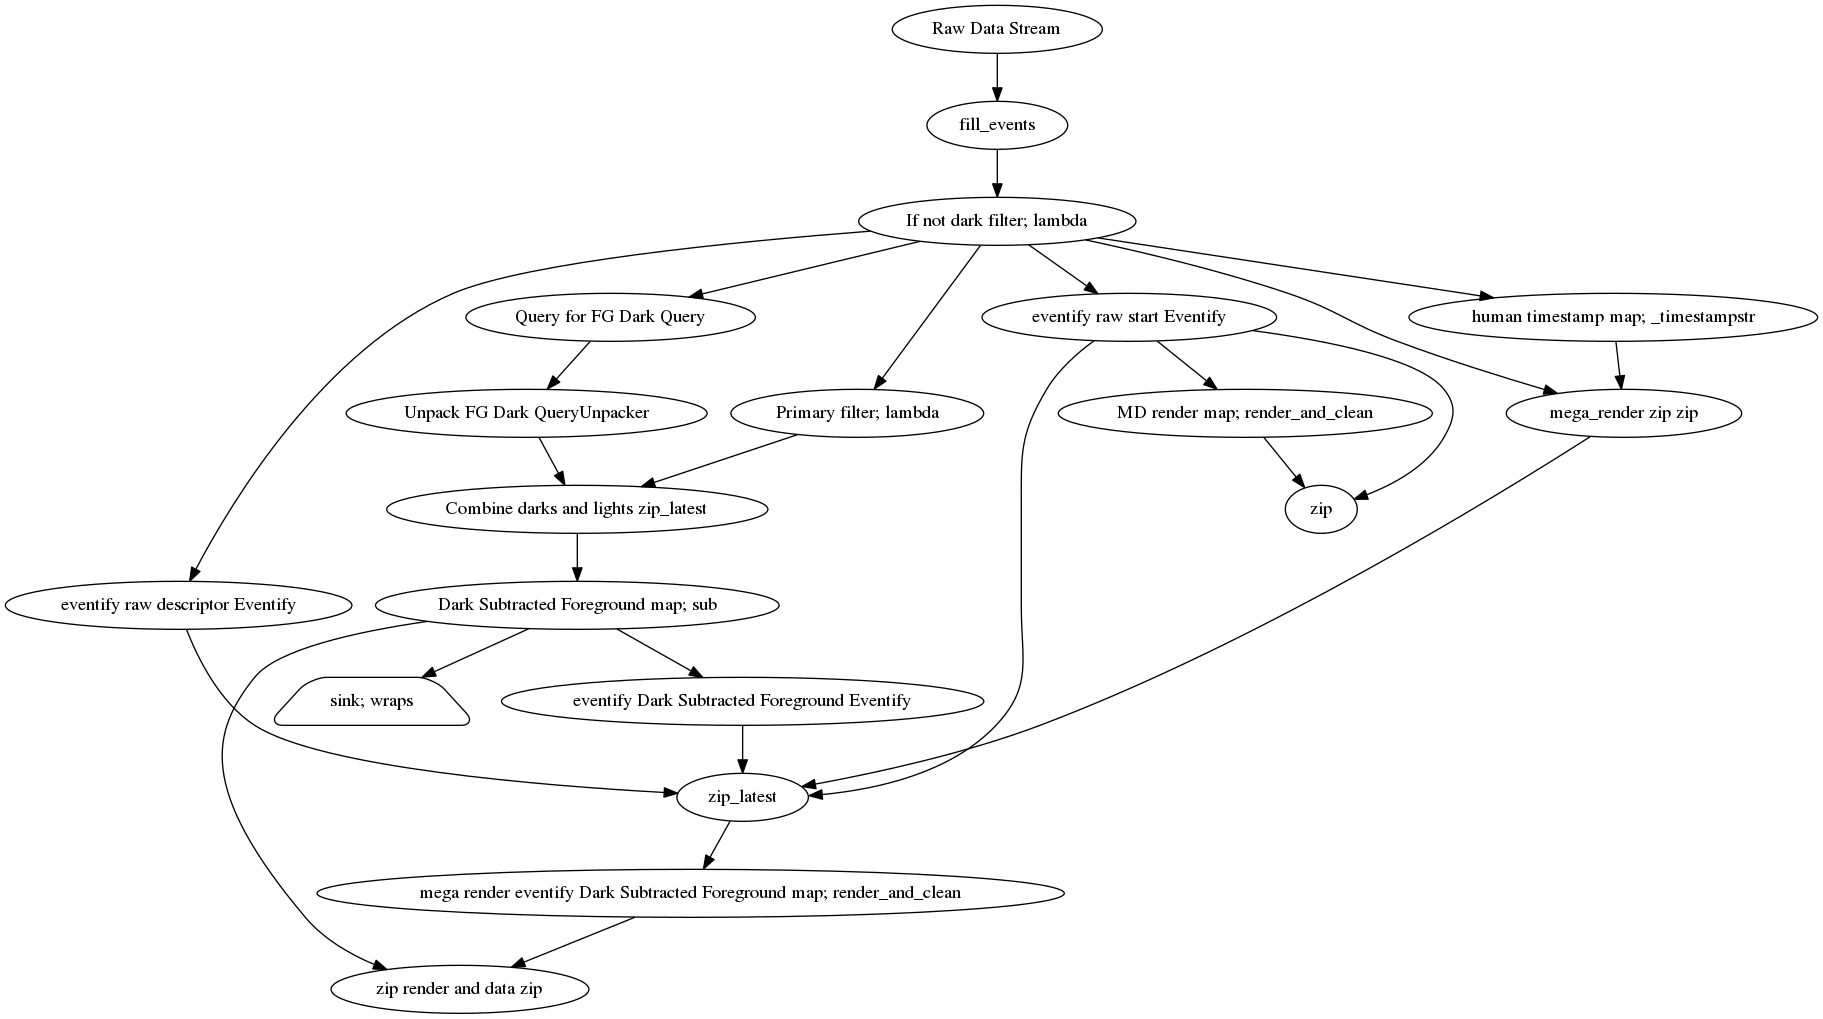 Raw Data Stream
fill_events
If not dark filter; lambda
Query for FG Dark Query
eventify raw start Eventify
human timestamp map; _timestampstr
Unpack FG Dark QueryUnpacker
Primary filter; lambda
MD render map; render_and_clean
mega_render zip zip
Combine darks and lights zip_latest
zip
eventify raw descriptor Eventify
Dark Subtracted Foreground map; sub
sink; wraps
eventify Dark Subtracted Foreground Eventify
zip_latest
mega render eventify Dark Subtracted Foreground map; render_and_clean
zip render and data zip